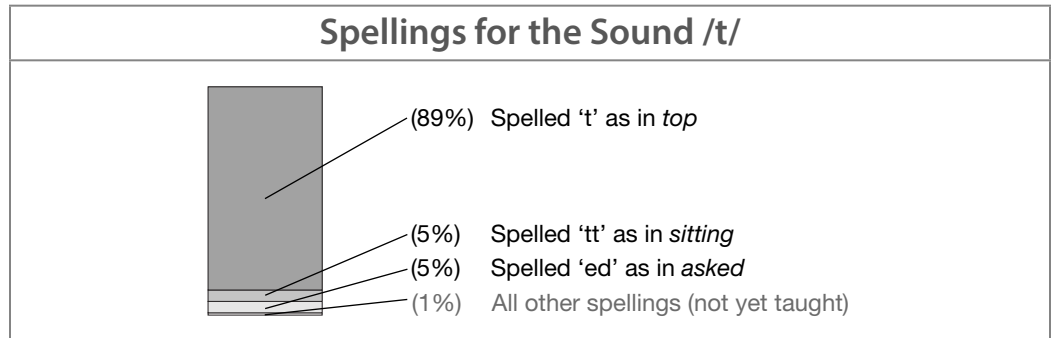 Spellings for the Sound /t/
(89%) Spelled ‘t’ as in top
(5%) Spelled ‘tt’ as in sitting
(5%) Spelled ‘ed’ as in asked
(1%) All other spellings (not yet taught)